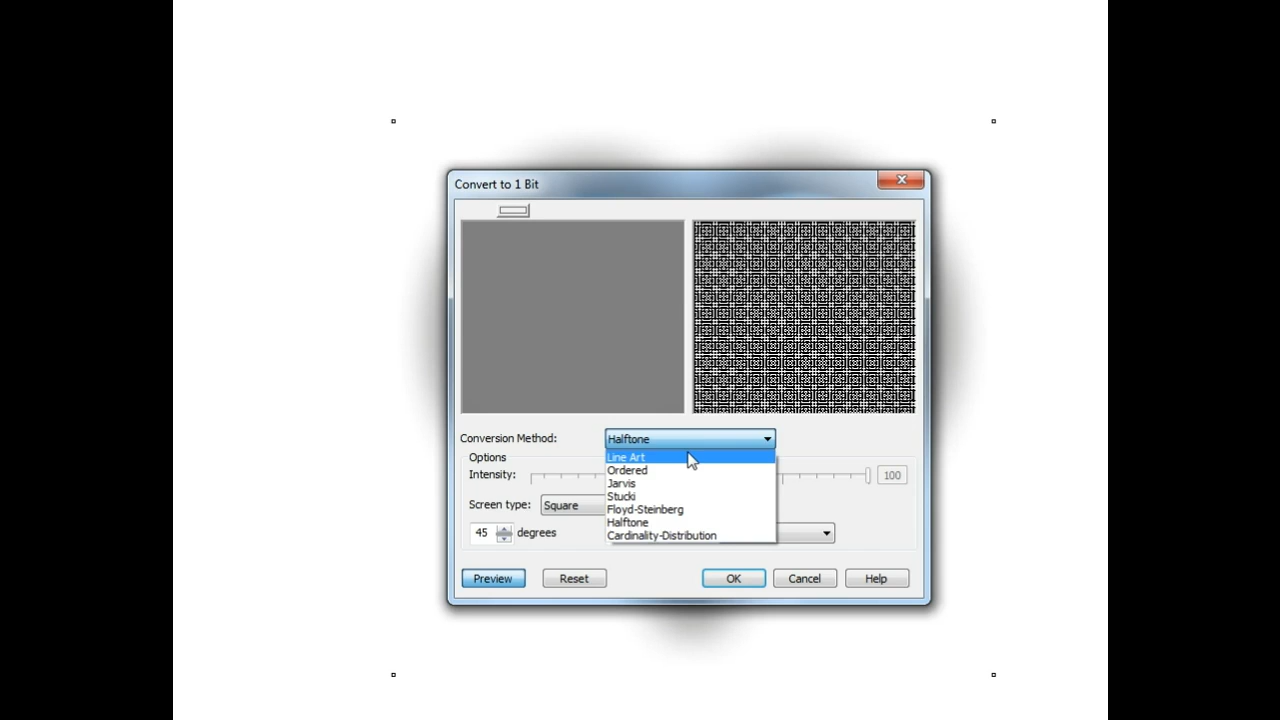 Convert to 1 Bit
Conversion Method:
Halftone
Line Art
Ordered
Jarvis
Stucki
Floyd-Steinberg
Halftone
Cardinality-Distribution
Options
Intensity:
100
Screen type:
Square
45
degrees
Preview
Reset
OK
Cancel
Help